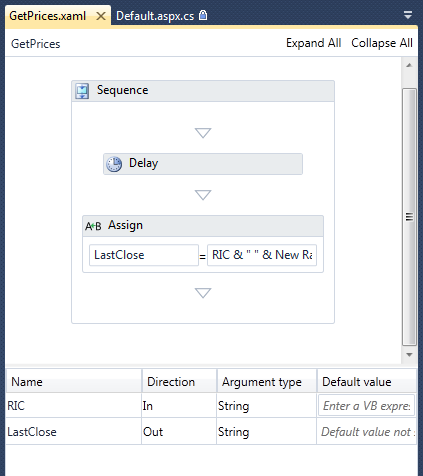 GetPrices.xaml Default.aspx.cs
GetPrices Expand All Collapse All
Sequence
Delay
A+B Assign
LastClose = RIC & " " & New Ra
Name Direction Argument type Default value
RIC In String Enter a VB expre
LastClose Out String Default value not